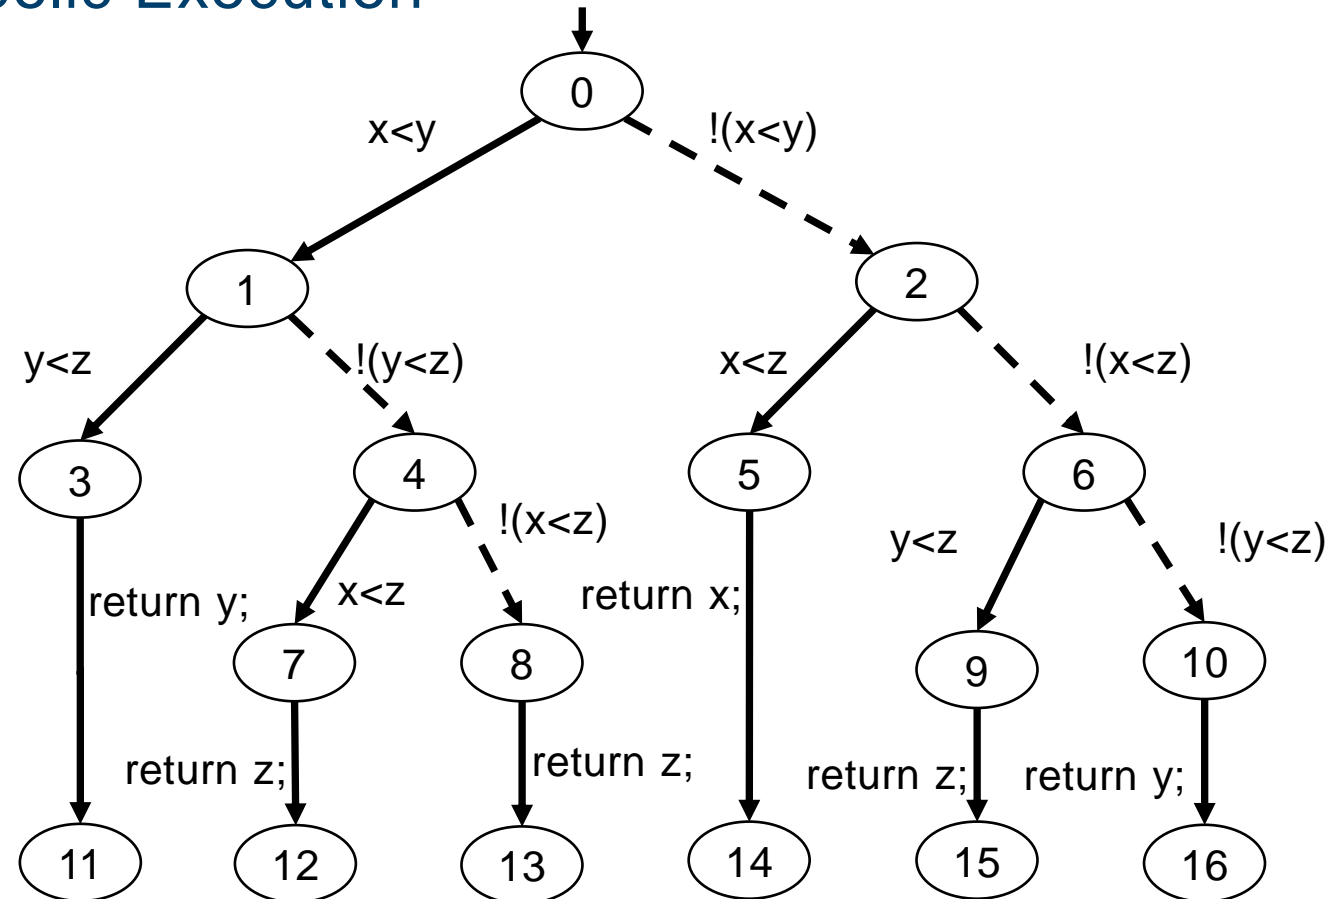 Execution
0
x<y
!(x<y)
1
2
y<z
!(y<z)
x<z
!(x<z)
3
4
5
6
!(x<z)
y<z
!(y<z)
return y;
x<z
return x;
7
8
9
10
return z;
return z;
return z;
return y;
11
12
13
14
15
16